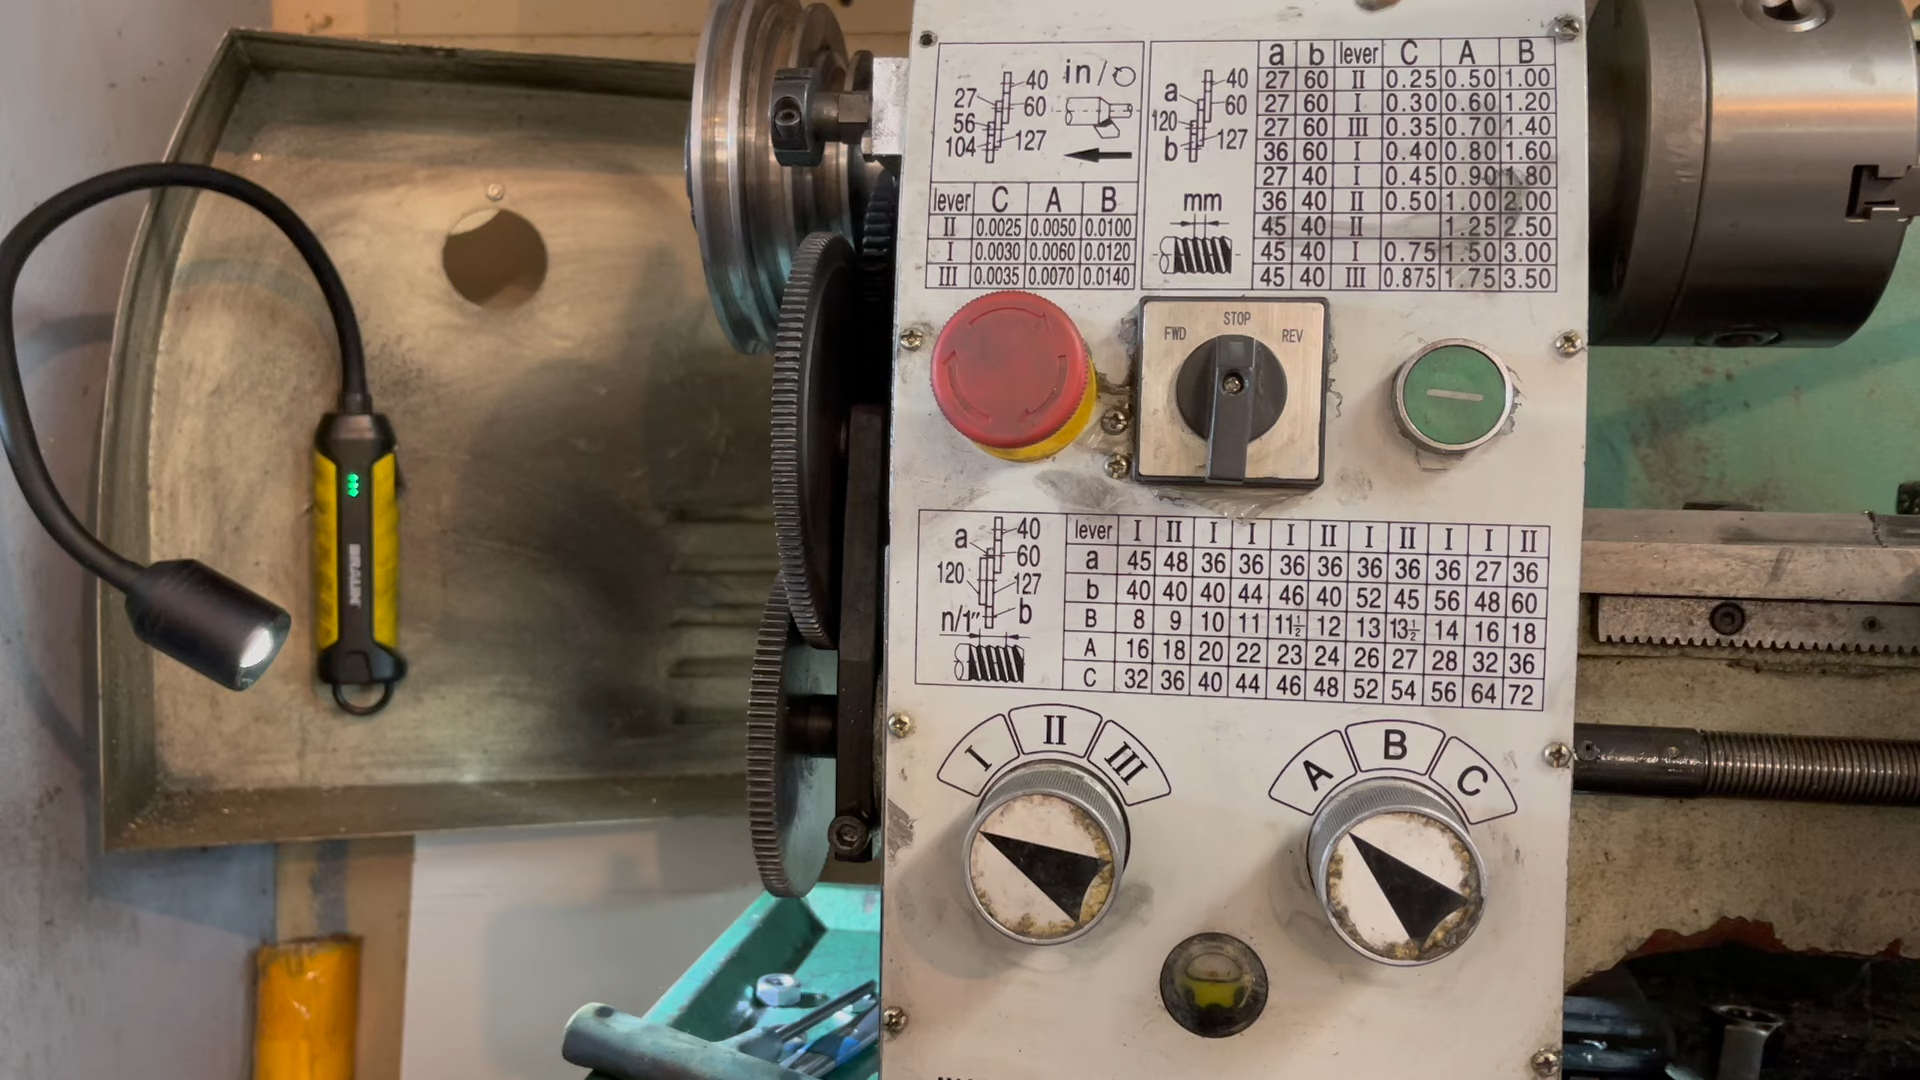 40
27
60
56
127
104
in/
lever C A B
II 0.0025 0.0050 0.0100
I 0.0030 0.0060 0.0120
III 0.0035 0.0070 0.0140
40
a
60
120
127
b
mm
a b lever C A B
27 60 II 0.25 0.50 1.00
27 60 I 0.30 0.60 1.20
27 60 III 0.35 0.70 1.40
36 60 I 0.40 0.80 1.60
27 40 I 0.45 0.90 1.80
36 40 II 0.50 1.00 2.00
45 40 II 1.25 2.50
45 40 I 0.75 1.50 3.00
45 40 III 0.875 1.75 3.50
FWD STOP REV
BRAUN
40
a
60
120
127
n/1"
b
lever I II I I I II I II I I II
a 45 48 36 36 36 36 36 36 36 27 36
b 40 40 40 44 46 40 52 45 56 48 60
B 8 9 10 11 11½ 12 13 13½ 14 16 18
A 16 18 20 22 23 24 26 27 28 32 36
C 32 36 40 44 46 48 52 54 56 64 72
I II III
A B C